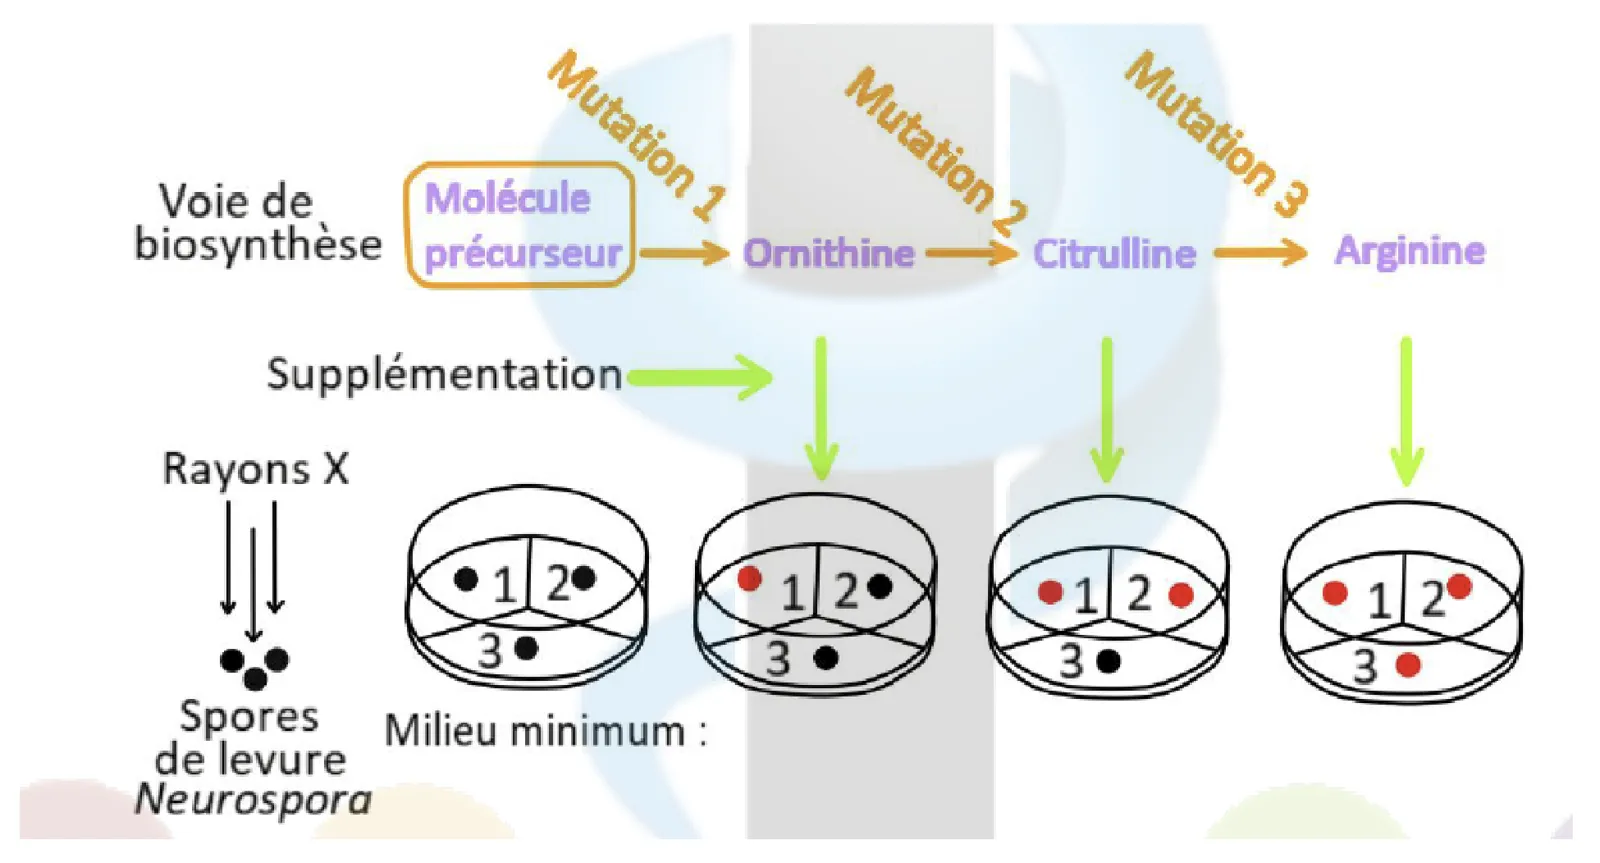 Mutation 1
Mutation 2
Mutation 3
Voie de
biosynthèse
Molécule
précurseur
Ornithine
Citrulline
Arginine
Supplémentation
Rayons X
1 2
3
1 2
3
1 2
3
1 2
3
Spores
de levure
Neurospora
Milieu minimum :